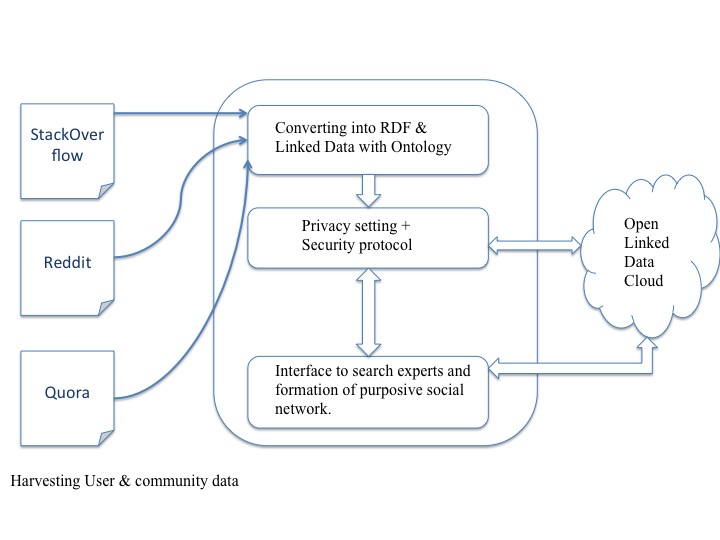 StackOver
flow
Reddit
Quora
Converting into RDF &
Linked Data with Ontology
Privacy setting +
Security protocol
Interface to search experts and
formation of purposive social
network.
Open
Linked
Data
Cloud
Harvesting User & community data